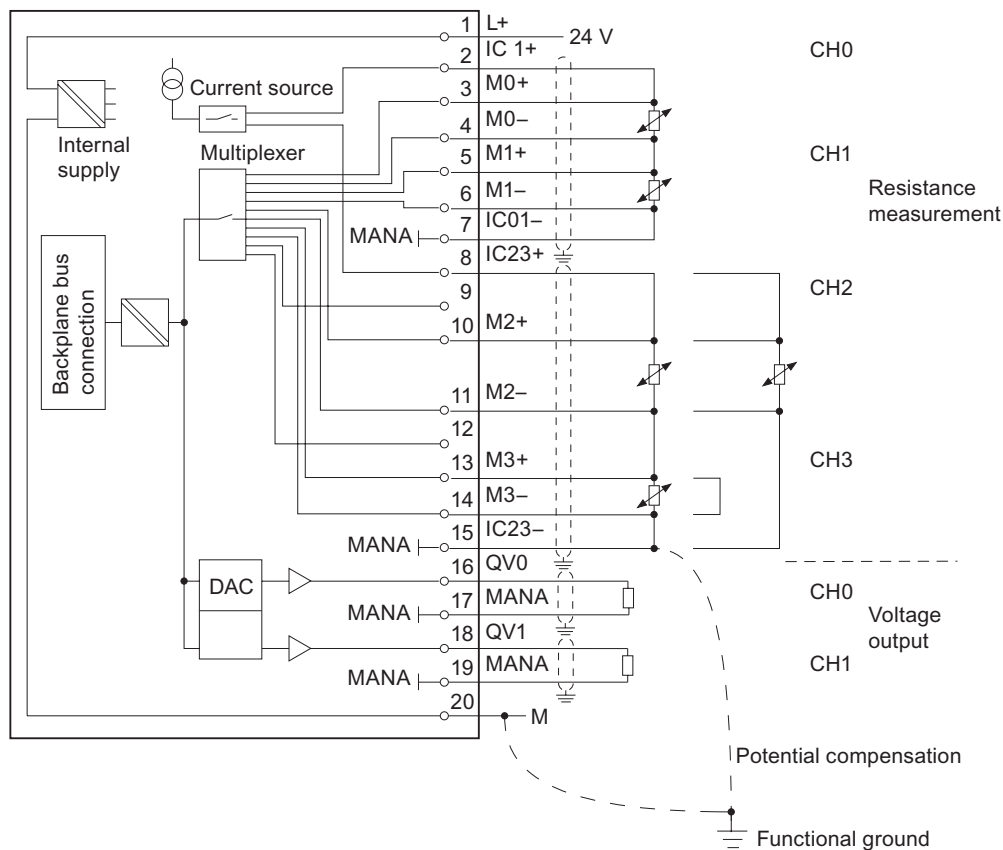 1 L+
24 V
2 IC 1+
CH0
3 M0+
Current source
4 M0–
Internal
supply
Multiplexer
5 M1+
CH1
6 M1–
Resistance
measurement
7 IC01–
MANA
8 IC23+
9
CH2
10 M2+
Backplane bus
connection
11 M2–
12
13 M3+
CH3
14 M3–
15 IC23–
MANA
16 QV0
DAC
CH0
17 MANA
MANA
Voltage
output
18 QV1
19 MANA
CH1
MANA
20
M
Potential compensation
Functional ground